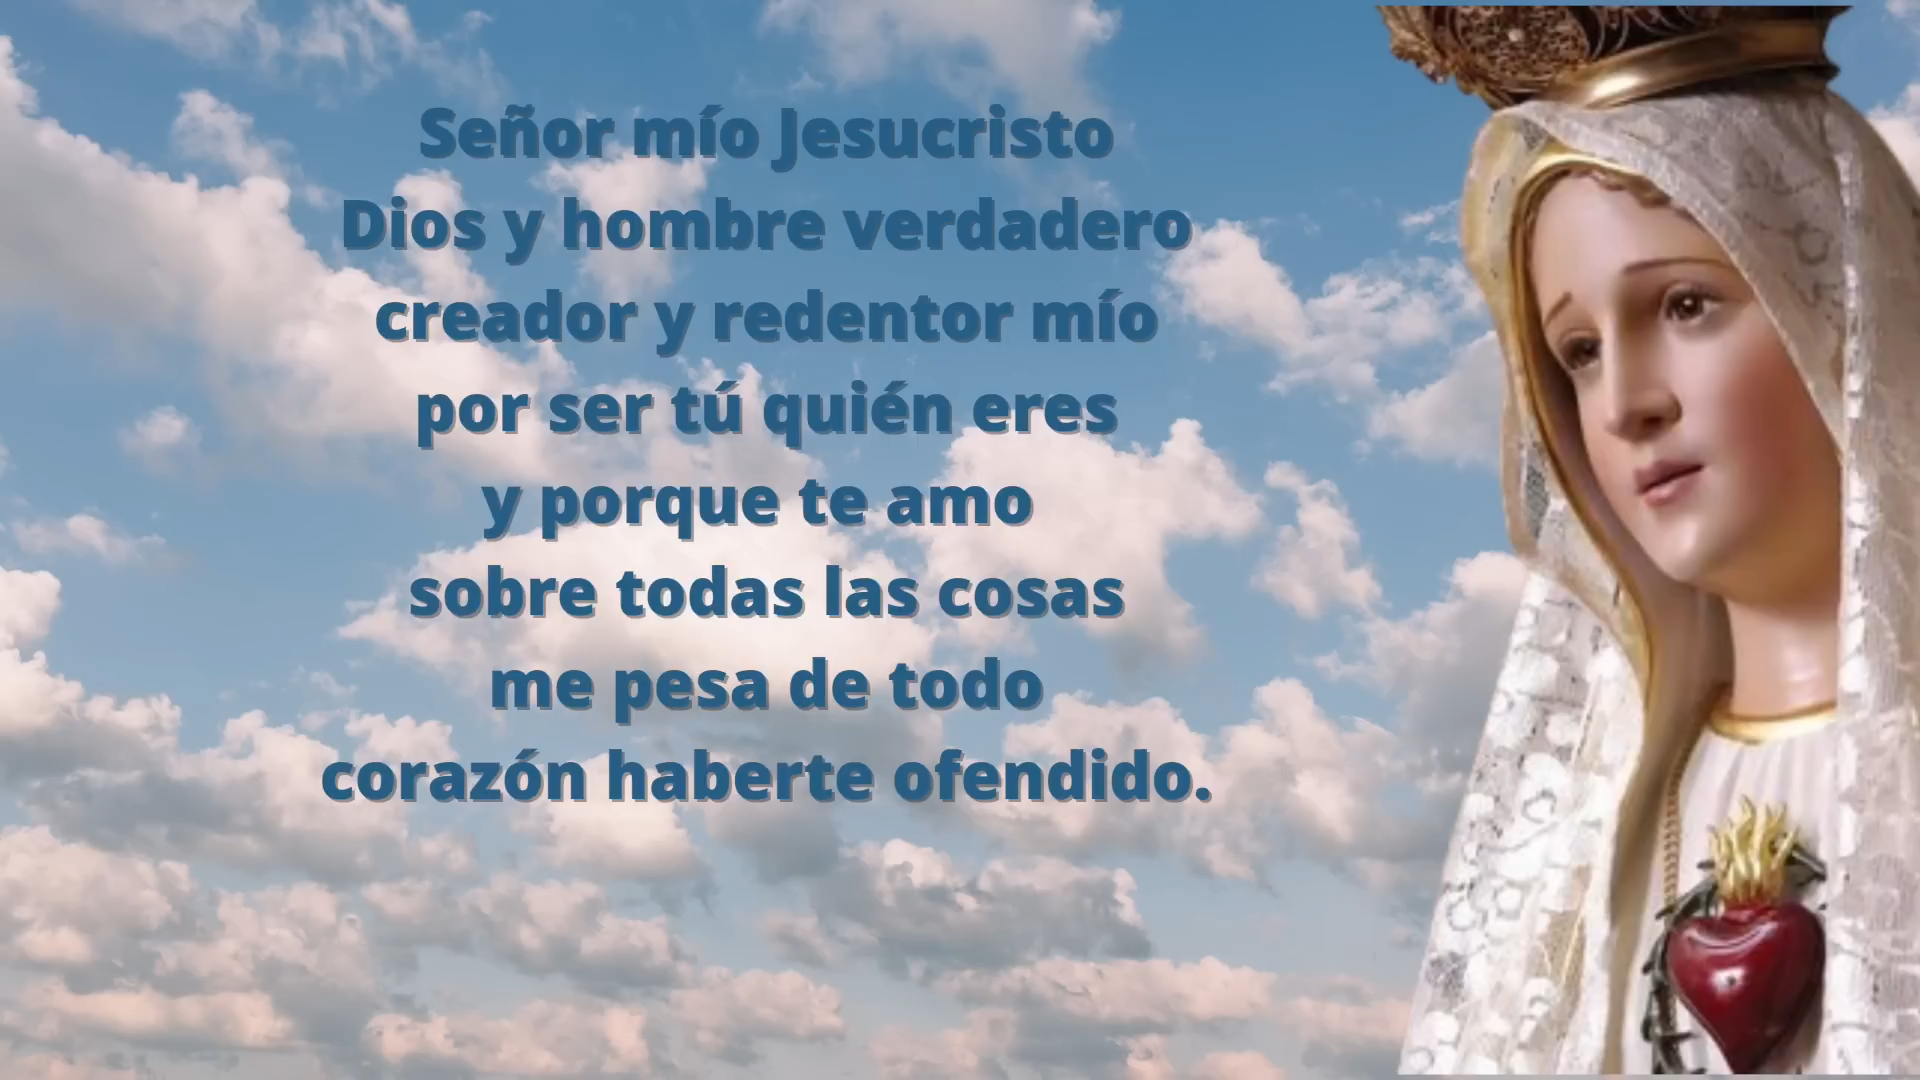 Señor mío Jesucristo
Dios y hombre verdadero
creador y redentor mío
por ser tú quién eres
y porque te amo
sobre todas las cosas
me pesa de todo
corazón haberte ofendido.